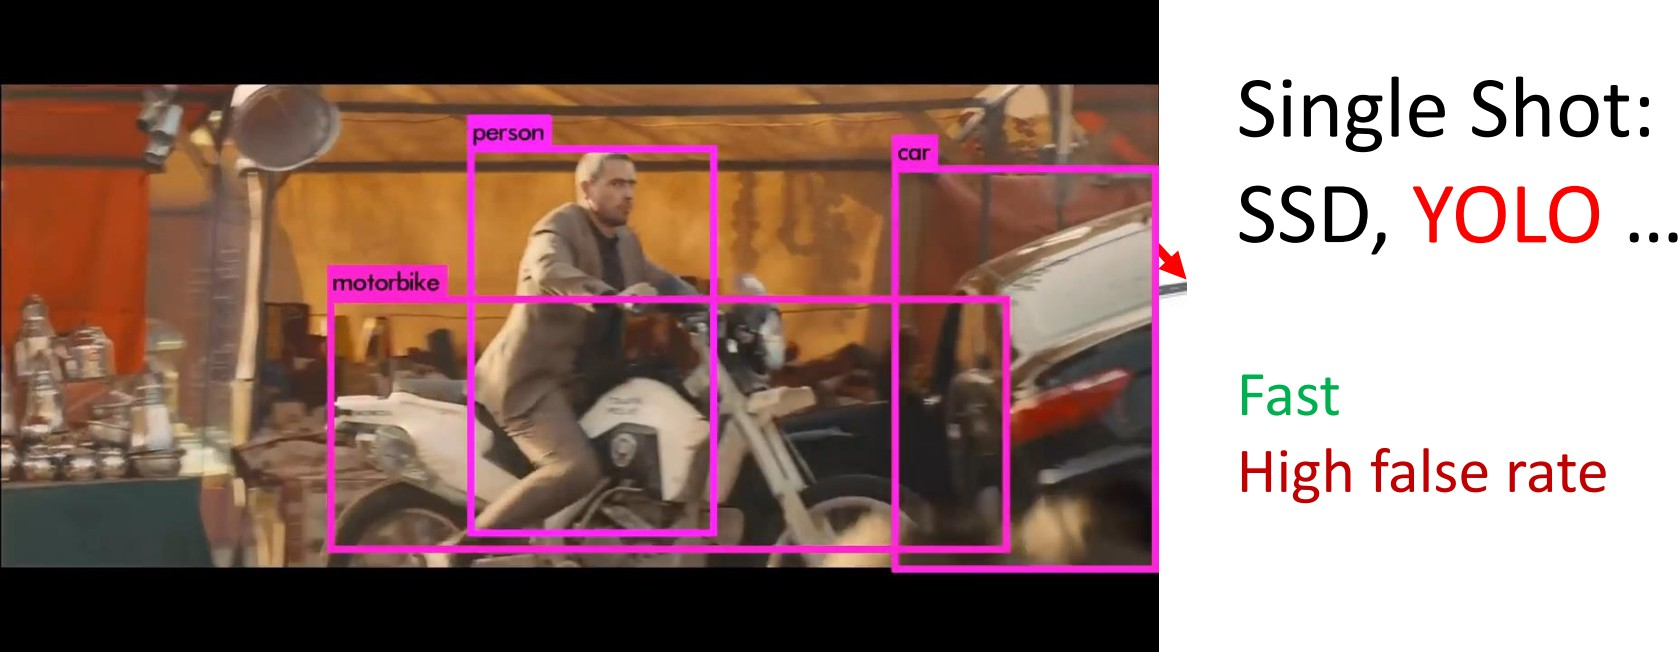 person
car
motorbike
Single Shot:
SSD, YOLO ...
Fast
High false rate